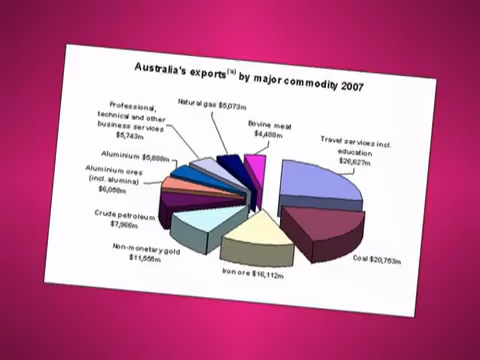 Australia's exports(a) by major commodity 2007
Natural gas $5,073m
Bovine meat
$4,488m
Professional,
technical and other
business services
$5,743m
Travel services incl.
education
$26,627m
Aluminium $5,888m
Aluminium ores
(incl. alumina)
$6,058m
Crude petroleum
$7,966m
Non-monetary gold
$11,555m
Iron ore $16,112m
Coal $20,753m